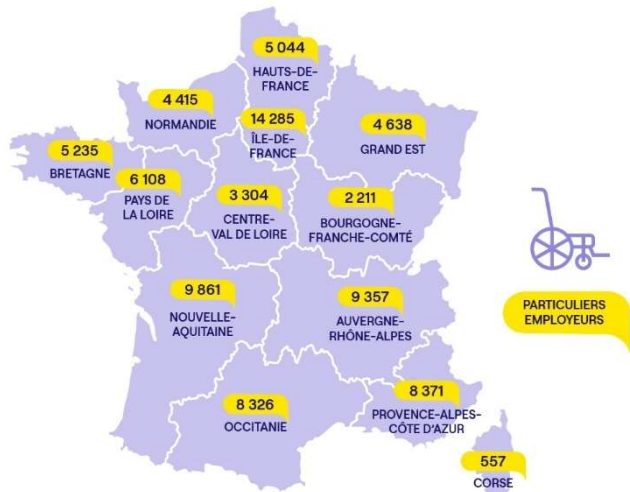 5 044
HAUTS-DE-
FRANCE
4 415
NORMANDIE
14 285
ÎLE-DE-
FRANCE
4 638
GRAND EST
5 235
BRETAGNE
6 108
PAYS DE
LA LOIRE
3 304
CENTRE-
VAL DE LOIRE
2 211
BOURGOGNE-
FRANCHE-COMTÉ
9 861
NOUVELLE-
AQUITAINE
9 357
AUVERGNE-
RHÔNE-ALPES
PARTICULIERS
EMPLOYEURS
8 326
OCCITANIE
8 371
PROVENCE-ALPES-
CÔTE D'AZUR
557
CORSE